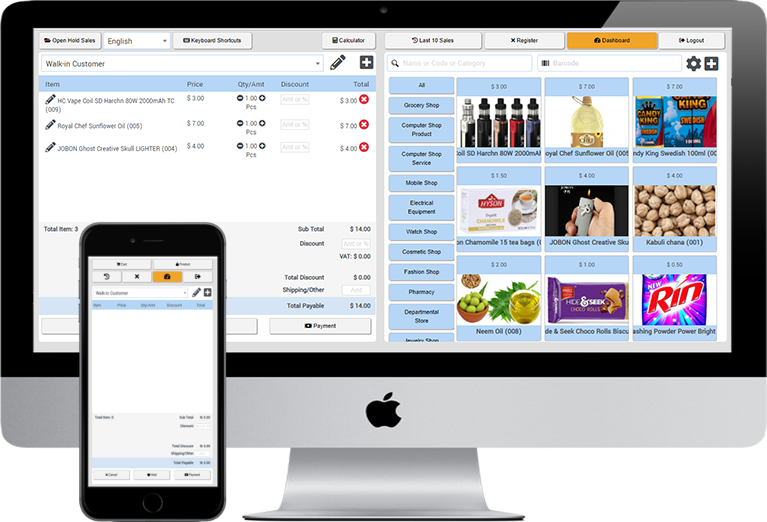 Open Hold Sales
English
Keyboard Shortcuts
Calculator
Last 10 Sales
Register
Dashboard
Logout
Walk-in Customer
Name or Code or Category
Barcode
Item Price Qty/Amt Discount Total
HC Vape Coil SD Harchn 80W 2000mAh TC
(009)
$ 3.00
1.00
Pcs
Amt or %
$ 3.00
Royal Chef Sunflower Oil (005)
$ 7.00
1.00
Pcs
Amt or %
$ 7.00
JOBON Ghost Creative Skull LIGHTER (004)
$ 4.00
1.00
Pcs
Amt or %
$ 4.00
Total Item: 3
Sub Total $ 14.00
Discount Amt or %
VAT: $ 0.00
Total Discount $ 0.00
Shipping/Other Amt
Total Payable $ 14.00
Payment
All
Grocery Shop
Computer Shop
Product
Computer Shop
Service
Mobile Shop
Electrical
Equipment
Watch Shop
Cosmetic Shop
Fashion Shop
Pharmacy
Departmental
Store
Jewelry Shop
$ 3.00
Coil SD Harchn 80W 2000mAh
$ 7.00
Royal Chef Sunflower Oil (005
$ 7.00
CANDY
KING
KING
SWEDISH
ndy King Swedish 100ml (00
$ 1.50
HYSON
Organic
CHAMOMILE
on Chamomile 15 tea bags (
$ 4.00
JOBON Ghost Creative Sku
$ 4.00
Kabuli chana (001)
$ 2.00
Neem Oil (008)
$ 1.00
HIDE & SEEK
CHOCO ROLLS
de & Seek Choco Rolls Biscu
$ 0.50
NEW
Rin
ashing Powder Power Bright
Cart
Product
Walk-in Customer
Item Price Qty/Amt Discount Total
Total Item: 0
Sub Total $ 0.00
Discount
Total Discount $ 0.00
Shipping/Other
Total Payable $ 0.00
Cancel
Hold
Payment